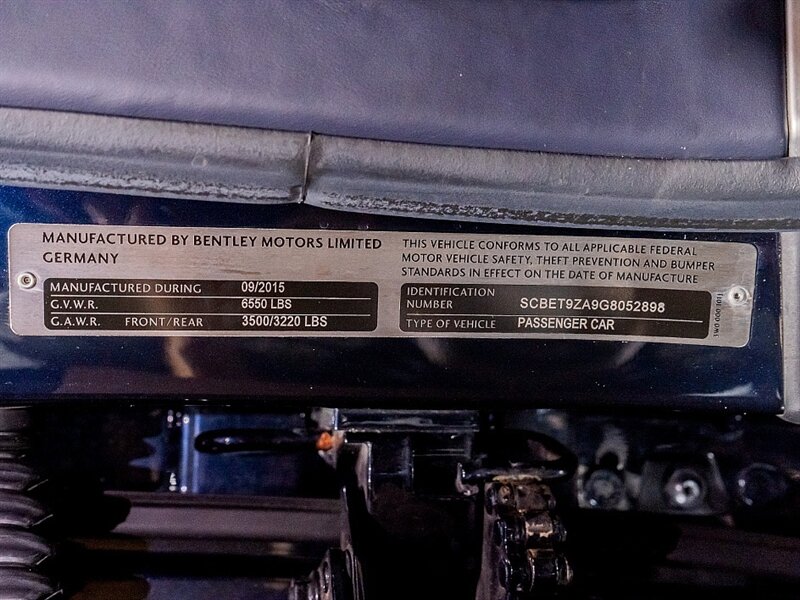 MANUFACTURED BY BENTLEY MOTORS LIMITED
GERMANY
MANUFACTURED DURING 09/2015
G.V.W.R. 6550 LBS
G.A.W.R. FRONT/REAR 3500/3220 LBS
THIS VEHICLE CONFORMS TO ALL APPLICABLE FEDERAL
MOTOR VEHICLE SAFETY, THEFT PREVENTION AND BUMPER
STANDARDS IN EFFECT ON THE DATE OF MANUFACTURE
IDENTIFICATION
NUMBER SCBET9ZA9G8052898
TYPE OF VEHICLE PASSENGER CAR